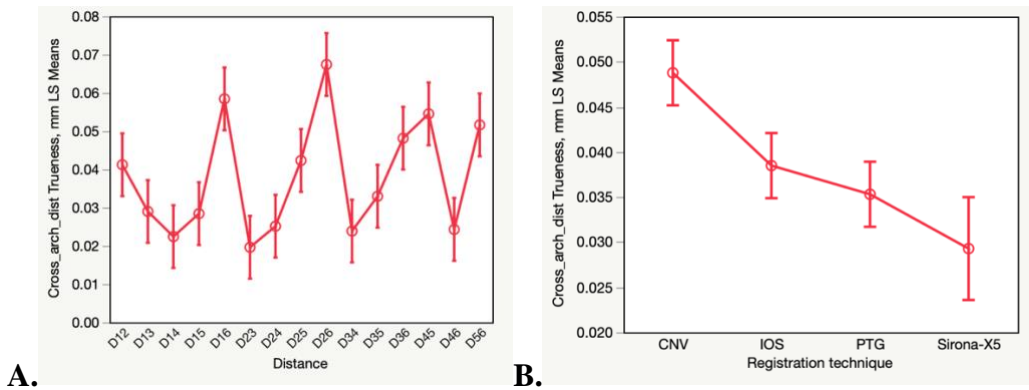 Cross_arch_dist Trueness, mm LS Means
0.08
0.07
0.06
0.05
0.04
0.03
0.02
0.01
0.00
D12 D13 D14 D15 D16 D23 D24 D25 D26 D34 D35 D36 D45 D46 D56
Distance
A.
Cross_arch_dist Trueness, mm LS Means
0.055
0.050
0.045
0.040
0.035
0.030
0.025
0.020
CNV IOS PTG Sirona-X5
Registration technique
B.